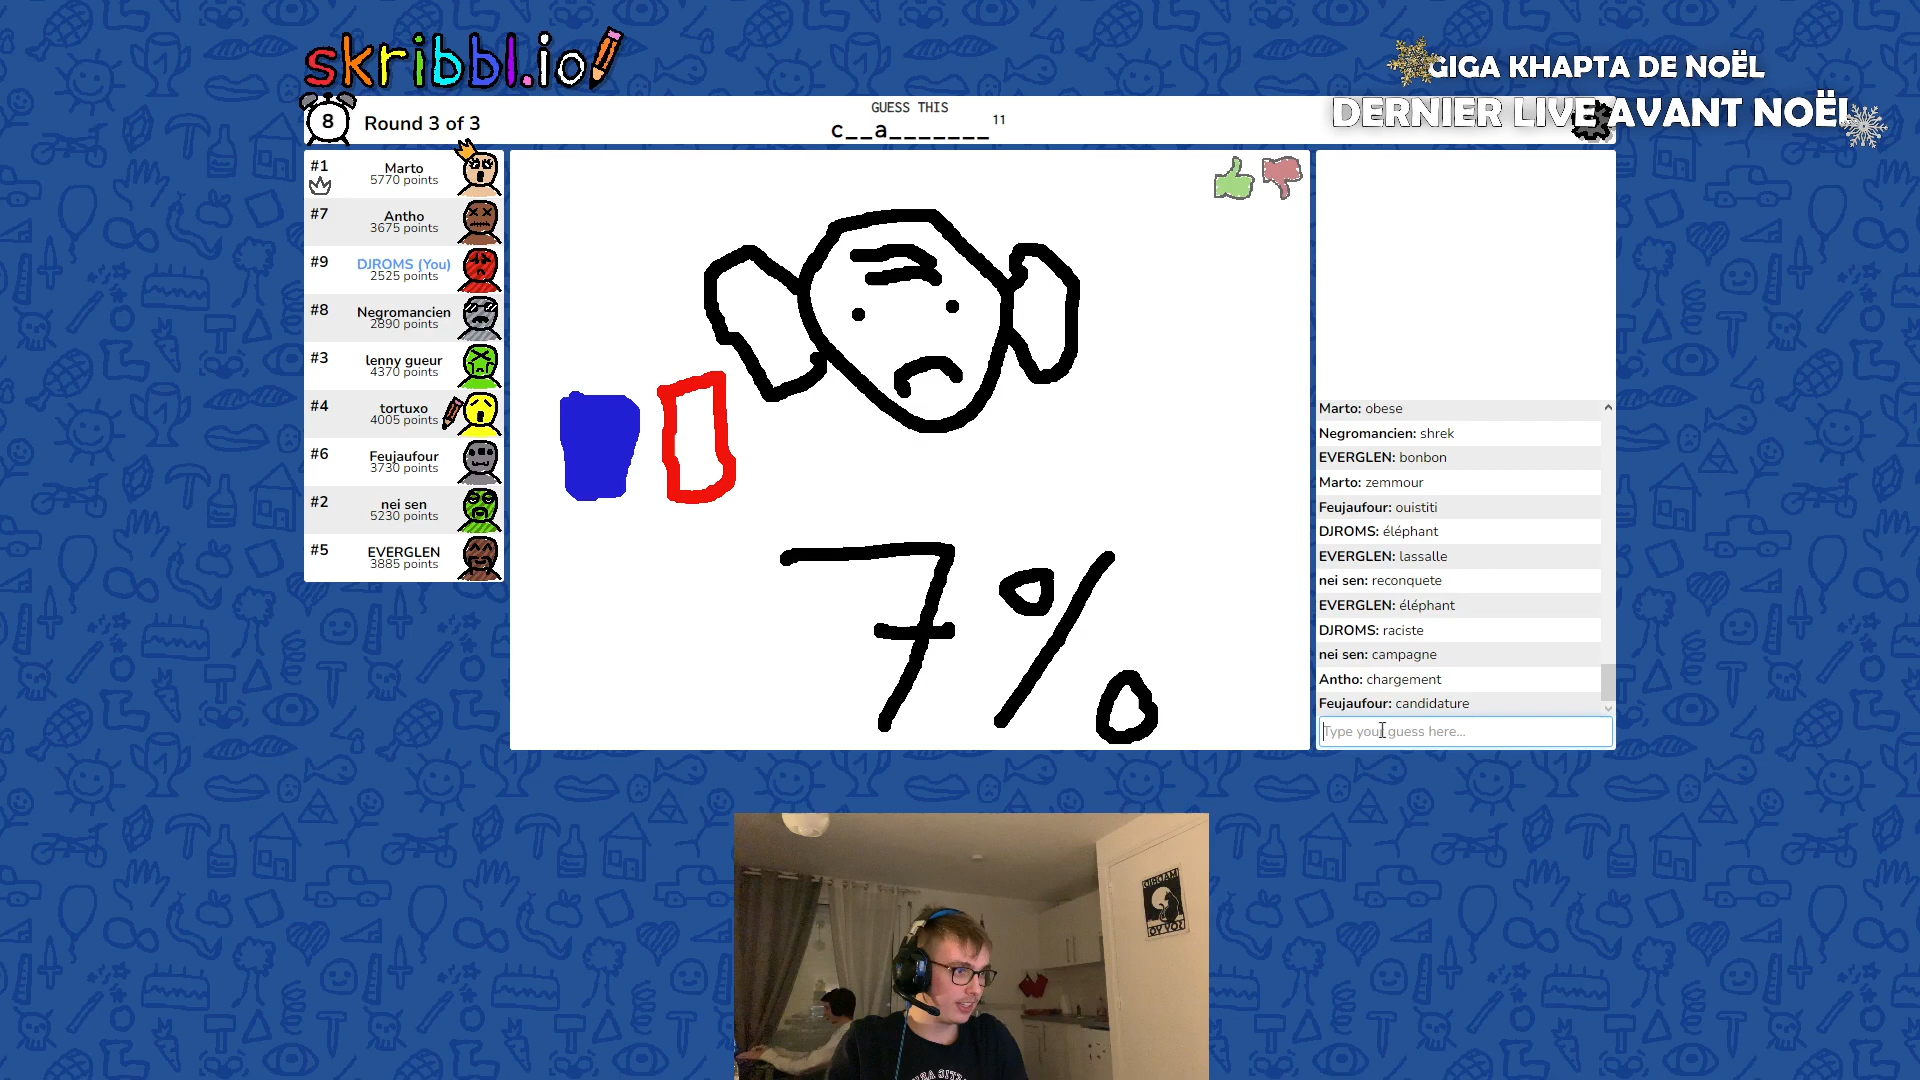 skribbl.io
GIGA KHAPTA DE NOËL
DERNIER LIVE AVANT NOËL
8
Round 3 of 3
GUESS THIS
c__a_______ 11
#1 Marto
5770 points
#7 Antho
3675 points
#9 DJROMS (You)
2525 points
#8 Negromancien
2890 points
#3 lenny gueur
4370 points
#4 tortuxo
4005 points
#6 Feujaufour
3730 points
#2 nei sen
5230 points
#5 EVERGLEN
3885 points
7%
Marto: obese
Negromancien: shrek
EVERGLEN: bonbon
Marto: zemmour
Feujaufour: ouistiti
DJROMS: éléphant
EVERGLEN: lassalle
nei sen: reconquete
EVERGLEN: éléphant
DJROMS: raciste
nei sen: campagne
Antho: chargement
Feujaufour: candidature
Type your guess here...